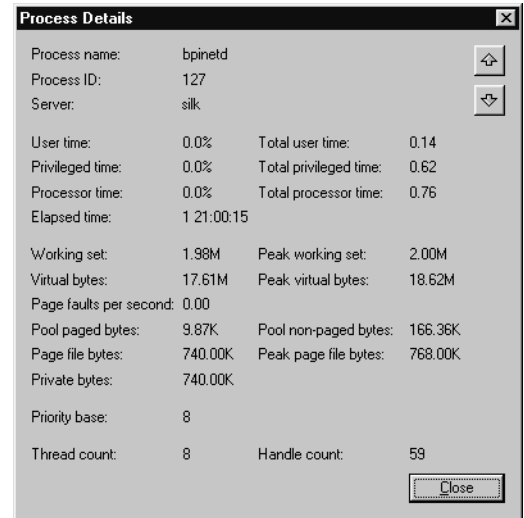 Process Details
Process name: bpinetd
Process ID: 127
Server: silk
User time: 0.0% Total user time: 0.14
Privileged time: 0.0% Total privileged time: 0.62
Processor time: 0.0% Total processor time: 0.76
Elapsed time: 1 21:00:15
Working set: 1.98M Peak working set: 2.00M
Virtual bytes: 17.61M Peak virtual bytes: 18.62M
Page faults per second: 0.00
Pool paged bytes: 9.87K Pool non-paged bytes: 166.36K
Page file bytes: 740.00K Peak page file bytes: 768.00K
Private bytes: 740.00K
Priority base: 8
Thread count: 8 Handle count: 59
Close